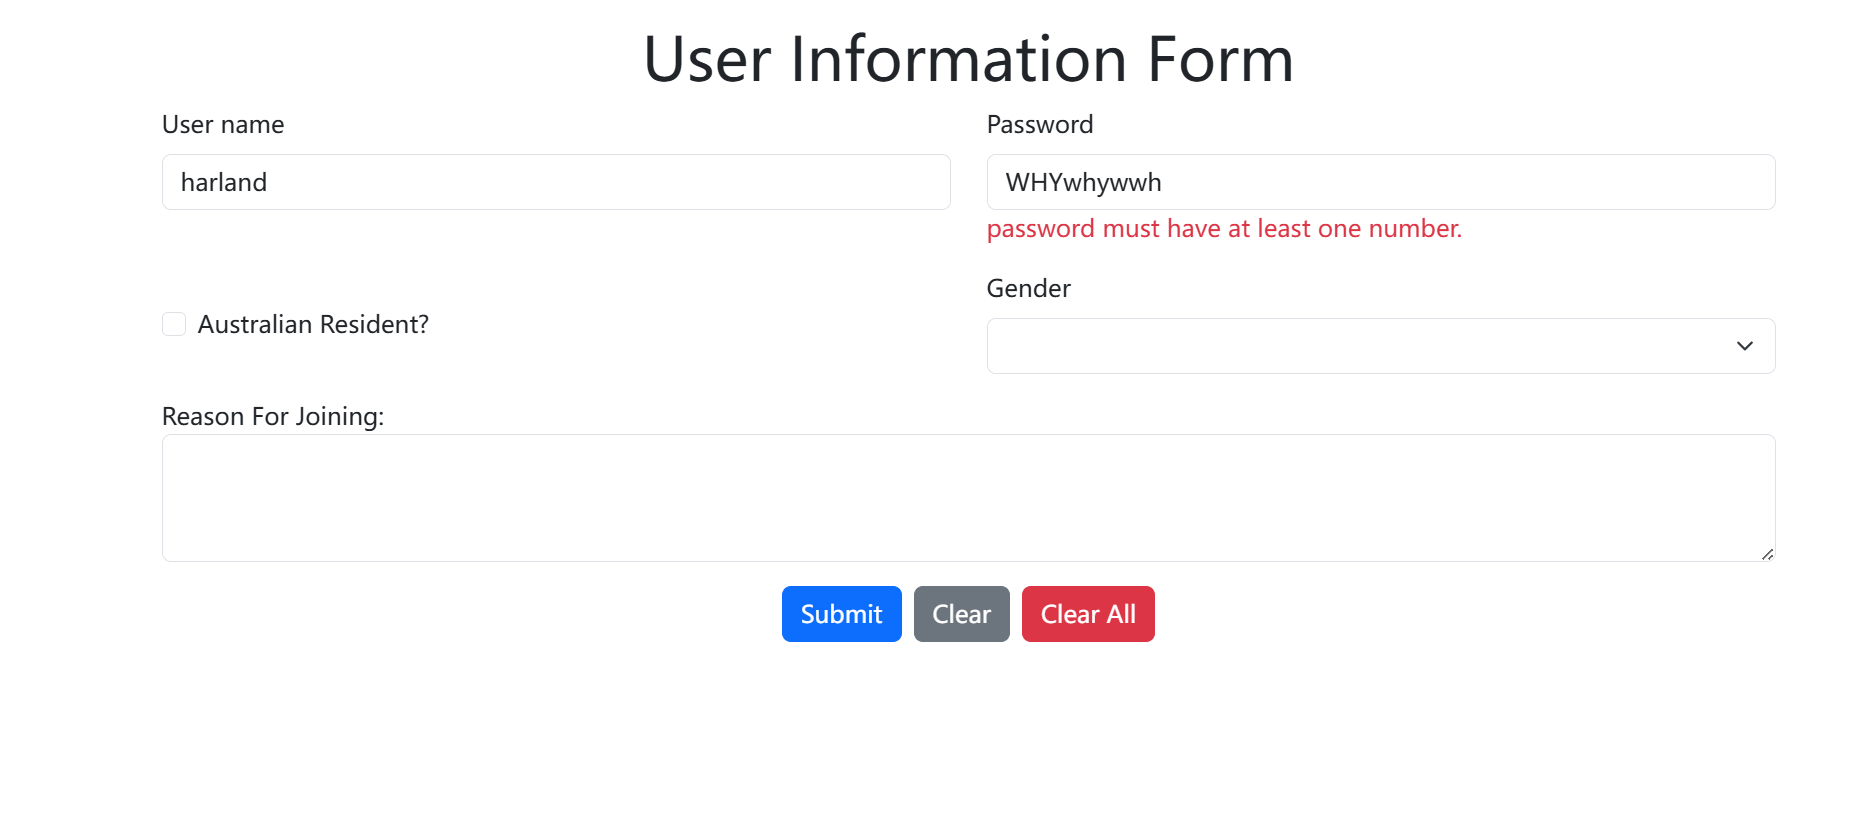 User Information Form
User name
Password
harland
WHYwhywwh
password must have at least one number.
Gender
Australian Resident?
Reason For Joining:
Submit
Clear
Clear All